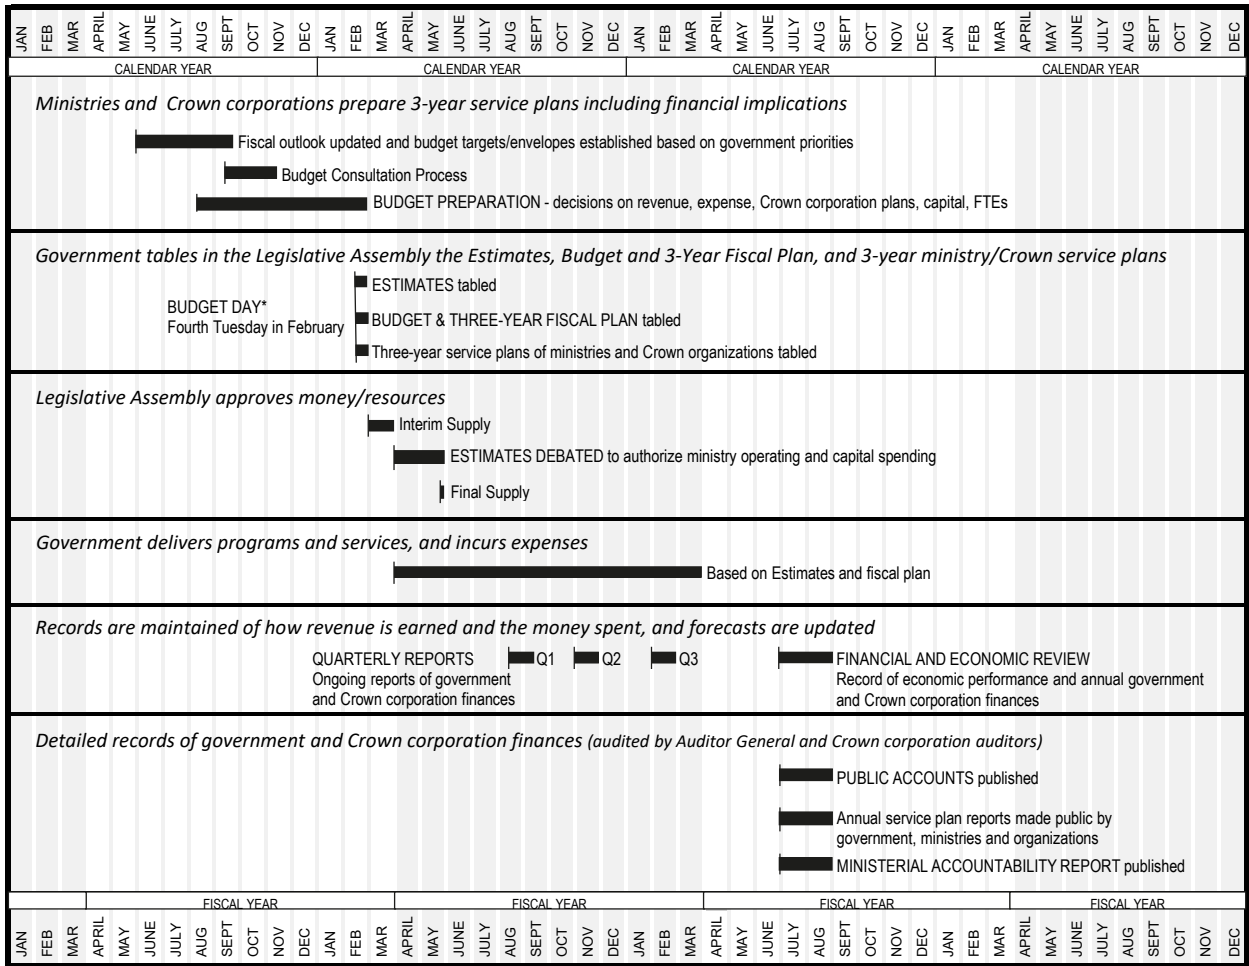 JAN FEB MAR APRIL MAY JUNE JULY AUG SEPT OCT NOV DEC JAN FEB MAR APRIL MAY JUNE JULY AUG SEPT OCT NOV DEC JAN FEB MAR APRIL MAY JUNE JULY AUG SEPT OCT NOV DEC JAN FEB MAR APRIL MAY JUNE JULY AUG SEPT OCT NOV DEC
CALENDAR YEAR CALENDAR YEAR CALENDAR YEAR CALENDAR YEAR
Ministries and Crown corporations prepare 3-year service plans including financial implications
Fiscal outlook updated and budget targets/envelopes established based on government priorities
Budget Consultation Process
BUDGET PREPARATION - decisions on revenue, expense, Crown corporation plans, capital, FTEs
Government tables in the Legislative Assembly the Estimates, Budget and 3-Year Fiscal Plan, and 3-year ministry/Crown service plans
ESTIMATES tabled
BUDGET DAY*
Fourth Tuesday in February
BUDGET & THREE-YEAR FISCAL PLAN tabled
Three-year service plans of ministries and Crown organizations tabled
Legislative Assembly approves money/resources
Interim Supply
ESTIMATES DEBATED to authorize ministry operating and capital spending
Final Supply
Government delivers programs and services, and incurs expenses
Based on Estimates and fiscal plan
Records are maintained of how revenue is earned and the money spent, and forecasts are updated
QUARTERLY REPORTS
Ongoing reports of government
and Crown corporation finances
Q1 Q2 Q3
FINANCIAL AND ECONOMIC REVIEW
Record of economic performance and annual government
and Crown corporation finances
Detailed records of government and Crown corporation finances (audited by Auditor General and Crown corporation auditors)
PUBLIC ACCOUNTS published
Annual service plan reports made public by
government, ministries and organizations
MINISTERIAL ACCOUNTABILITY REPORT published
FISCAL YEAR FISCAL YEAR FISCAL YEAR FISCAL YEAR
JAN FEB MAR APRIL MAY JUNE JULY AUG SEPT OCT NOV DEC JAN FEB MAR APRIL MAY JUNE JULY AUG SEPT OCT NOV DEC JAN FEB MAR APRIL MAY JUNE JULY AUG SEPT OCT NOV DEC JAN FEB MAR APRIL MAY JUNE JULY AUG SEPT OCT NOV DEC